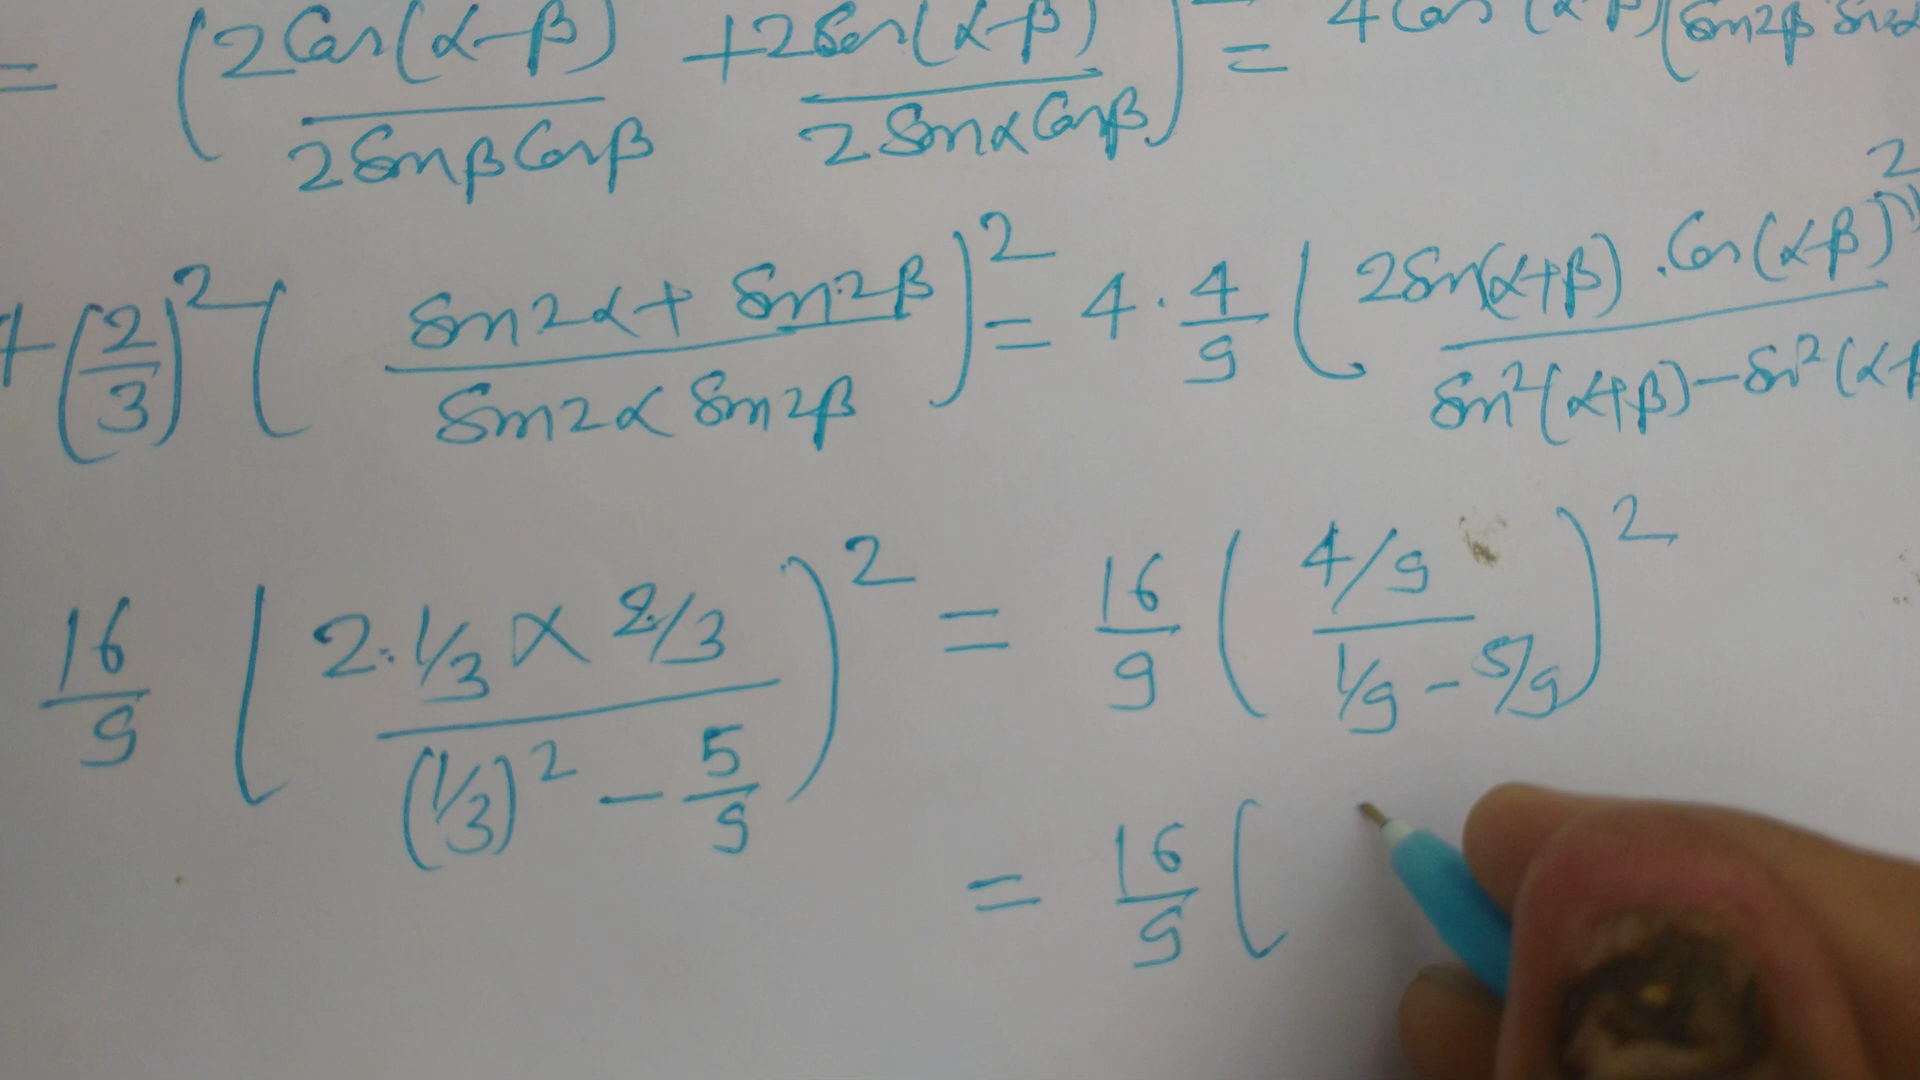 = (2Cos(α-β) / 2Sinβ Cosβ + 2Sin(α-β) / 2Sinα Cosβ) = 4Cos (α-β)(Sin2β Sin2α
+(2/3)² ( Sin2α + Sin2β / Sin2α Sin2β )² = 4 · 4/9 ( 2Sin(α+β) . Cos(α-β) / Sin²(α+β) - Sin²(α-β )²
16/9 ( 2·1/3 × 2/3 / (1/3)² - 5/9 )² = 16/9 ( 4/9 / 1/9 - 5/9 )²
= 16/9 (